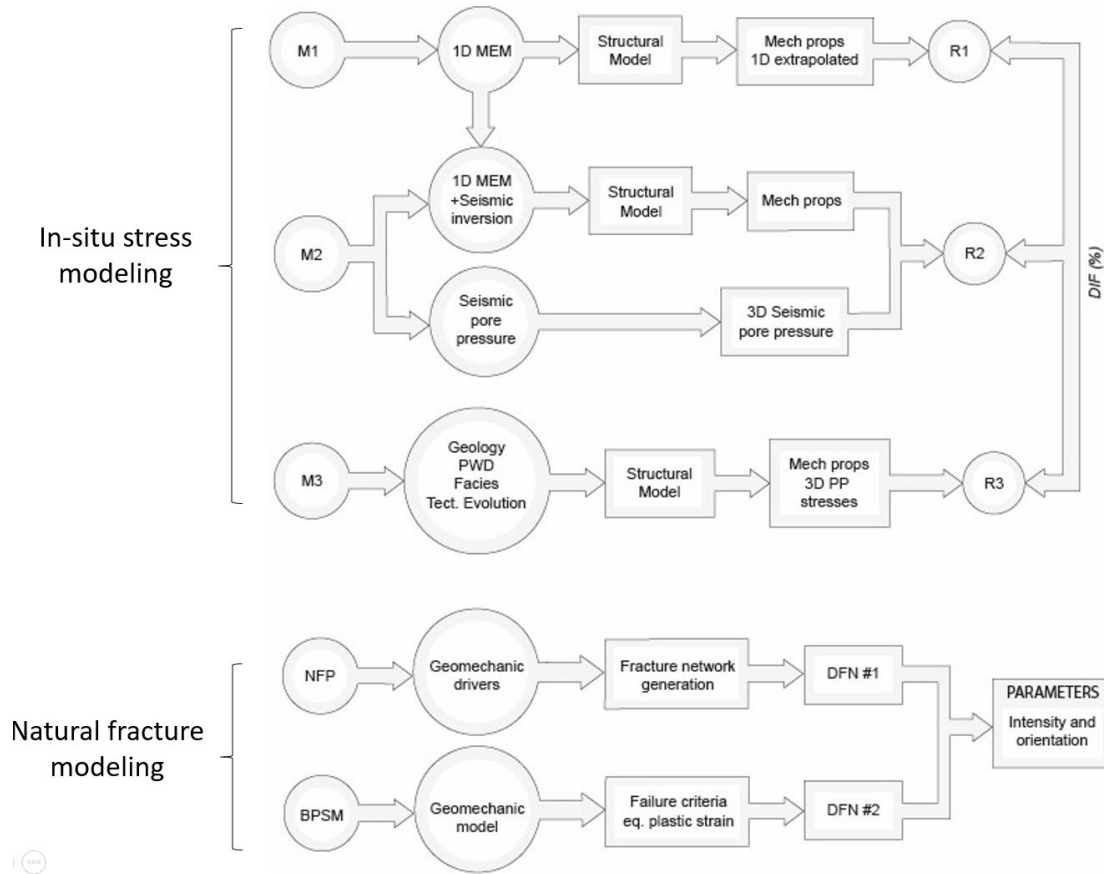 In-situ stress
modeling
M1
1D MEM
Structural
Model
Mech props
1D extrapolated
R1
M2
1D MEM
+Seismic
inversion
Structural
Model
Mech props
R2
Seismic
pore
pressure
3D Seismic
pore pressure
DIF (%)
M3
Geology
PWD
Facies
Tect. Evolution
Structural
Model
Mech props
3D PP
stresses
R3
Natural fracture
modeling
NFP
Geomechanic
drivers
Fracture network
generation
DFN #1
PARAMETERS
Intensity and
orientation
BPSM
Geomechanic
model
Failure criteria
eq. plastic strain
DFN #2